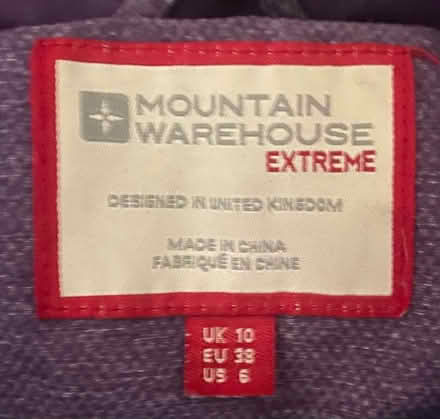 MOUNTAIN
WAREHOUSE
EXTREME
DESIGNED IN UNITED KINGDOM
MADE IN CHINA
FABRIQUÉ EN CHINE
UK 10
EU 38
US 6